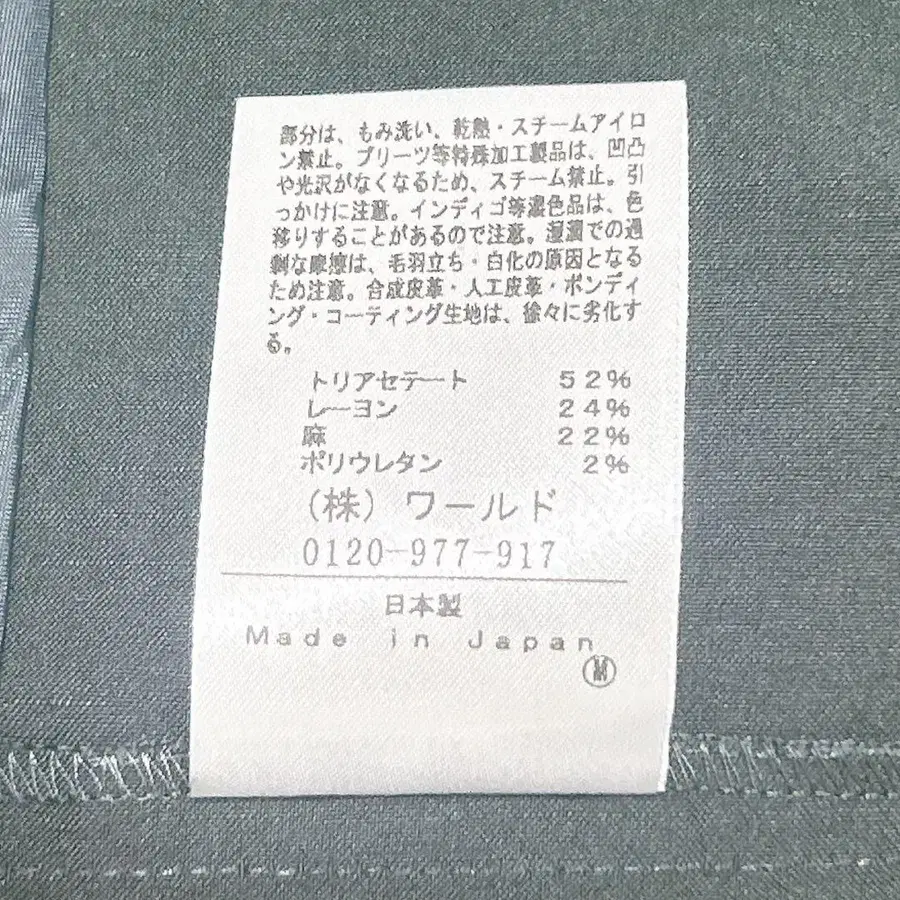 部分は、もみ洗い、乾熱・スチームアイロ
ン禁止。プリーツ等特殊加工製品は、凹凸
や光沢がなくなるため、スチーム禁止。引
っかけに注意。インディゴ等濃色品は、色
移りすることがあるので注意。湿潤での過
剰な摩擦は、毛羽立ち・白化の原因となる
ため注意。合成皮革・人工皮革・ボンディ
ング・コーティング生地は、徐々に劣化す
る。
トリアセテート 52%
レーヨン 24%
麻 22%
ポリウレタン 2%
(株) ワールド
0120-977-917
日本製
Made in Japan
M